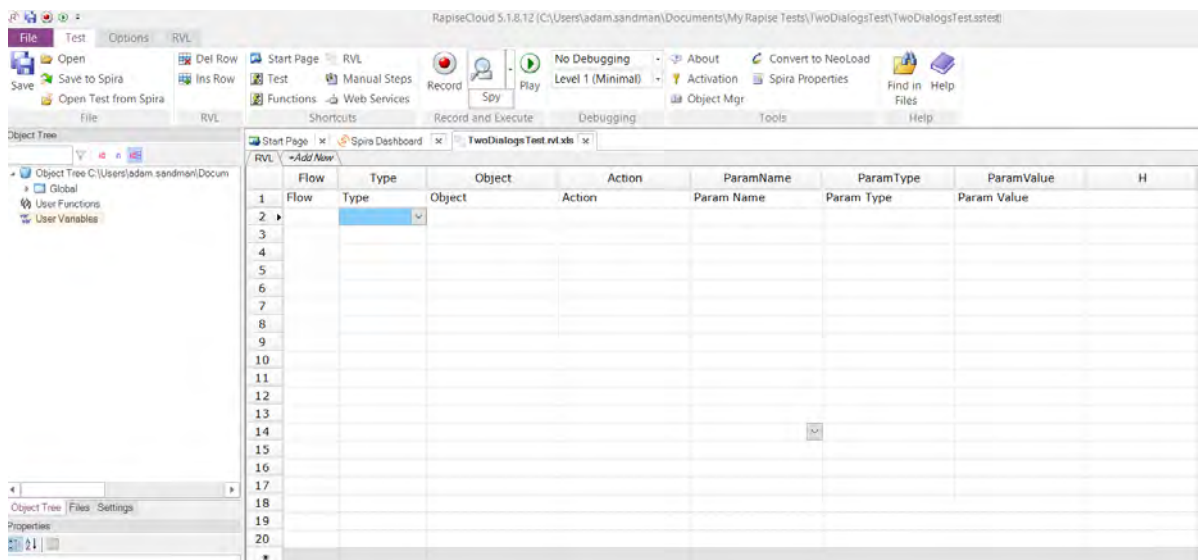 RapiseCloud 5.1.8.12 [C:\Users\adam.sandman\Documents\My Rapise Tests\TwoDialogsTest\TwoDialogsTest.sstest]
File Test Options RVL
Save
Open
Save to Spira
Open Test from Spira
File
Del Row
Ins Row
RVL
Start Page RVL
Test Manual Steps
Functions Web Services
Shortcuts
Record Spy Play
Record and Execute
No Debugging
Level 1 (Minimal)
Debugging
About Convert to NeoLoad
Activation Spira Properties
Object Mgr
Tools
Find in Files Help
Help
Object Tree
Object Tree C:\Users\adam.sandman\Docum
Global
User Functions
User Variables
Object Tree Files Settings
Properties
Start Page x Spira Dashboard x TwoDialogsTest.rvl.xls x
RVL +Add New
Flow Type Object Action ParamName ParamType ParamValue H
1 Flow Type Object Action Param Name Param Type Param Value
2
3
4
5
6
7
8
9
10
11
12
13
14
15
16
17
18
19
20
*